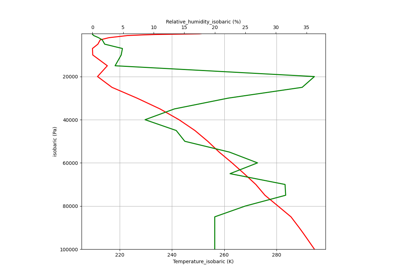 Relative_humidity_isobaric (%)
0 5 10 15 20 25 30 35
20000
40000
60000
80000
100000
isobaric (Pa)
220 240 260 280
Temperature_isobaric (K)